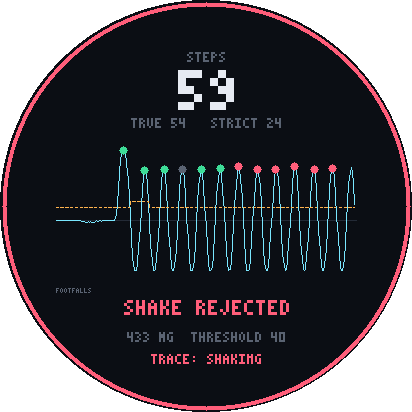 STEPS
59
TRUE 54 STRICT 24
FOOTFALLS
SHAKE REJECTED
433 MG THRESHOLD 40
TRACE: SHAKING